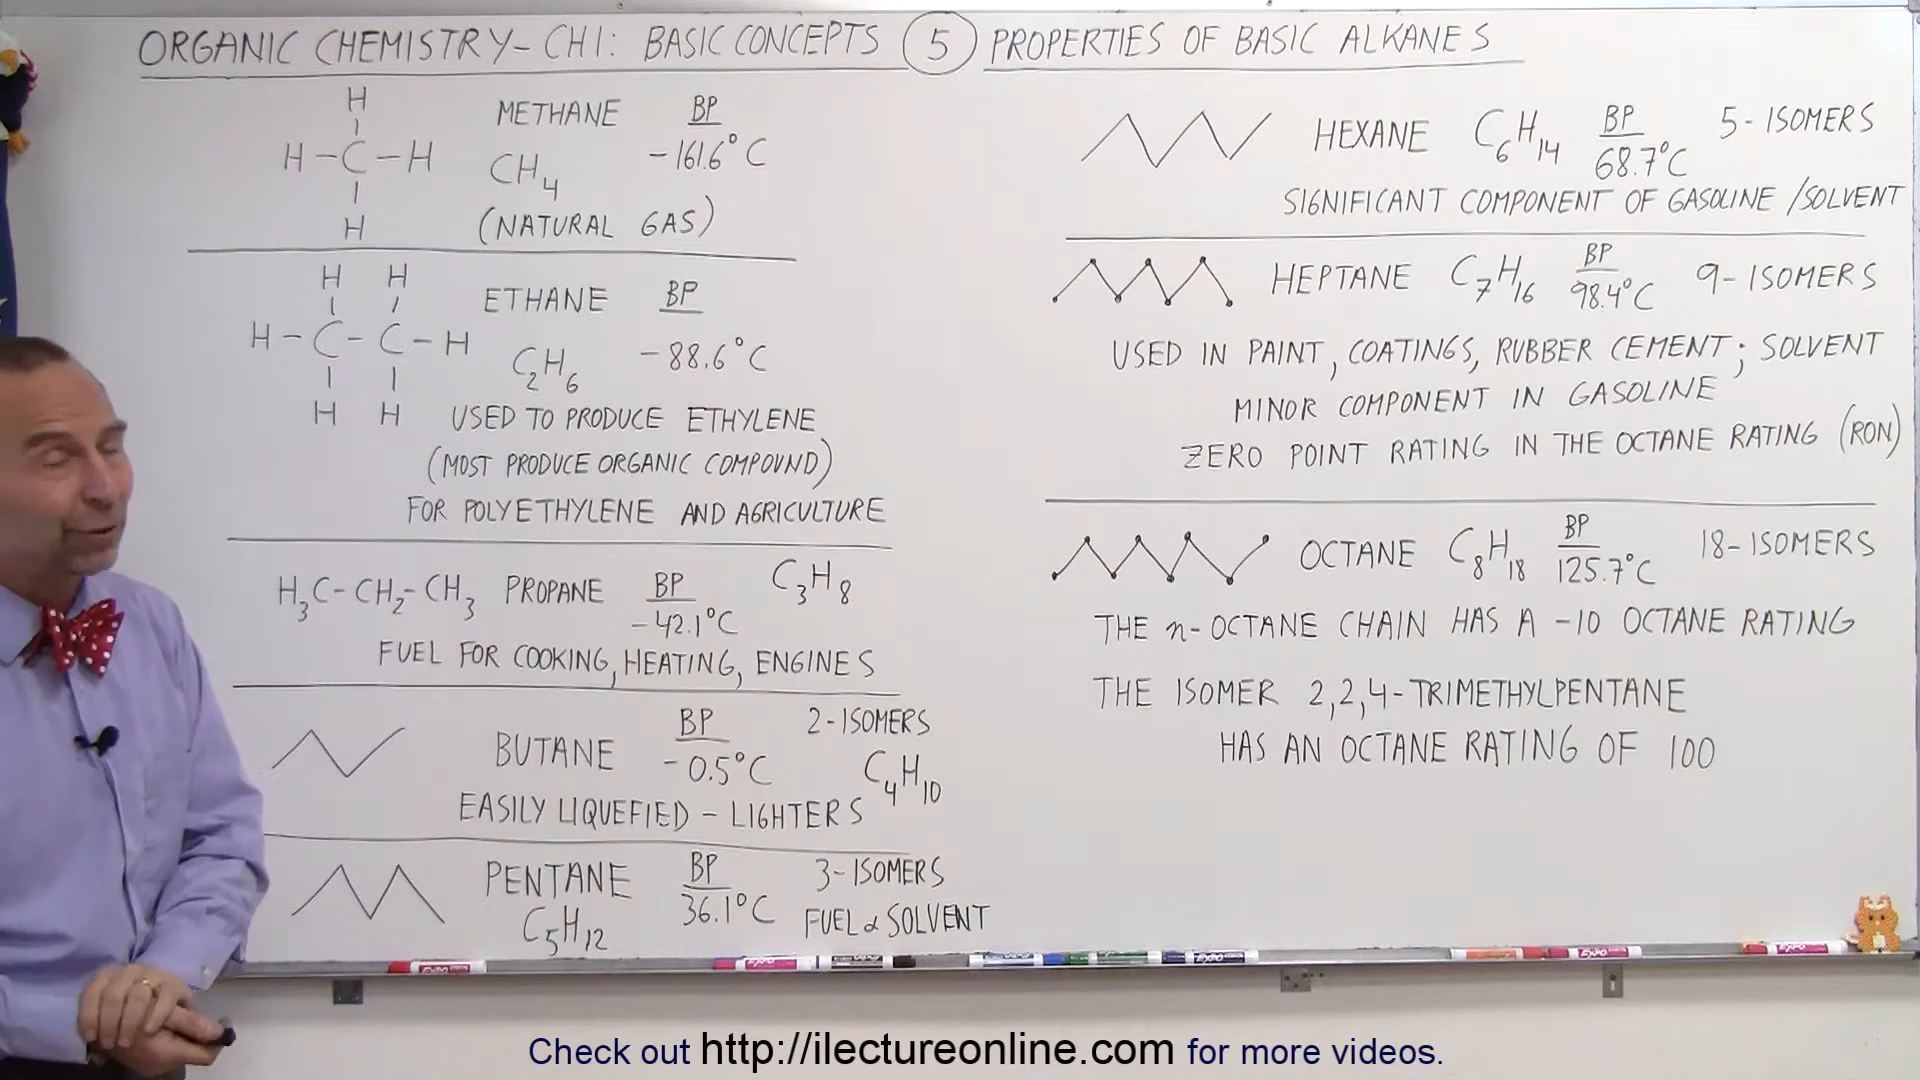 ORGANIC CHEMISTRY - CH 1: BASIC CONCEPTS (5) PROPERTIES OF BASIC ALKANES
H
H - C - H
H
METHANE
BP
CH4
-161.6°C
(NATURAL GAS)
H H
H - C - C - H
H H
ETHANE
BP
C2H6
-88.6°C
USED TO PRODUCE ETHYLENE
(MOST PRODUCE ORGANIC COMPOUND)
FOR POLYETHYLENE AND AGRICULTURE
H3C-CH2-CH3 PROPANE
BP
-42.1°C
C3H8
FUEL FOR COOKING, HEATING, ENGINES
BUTANE
BP
-0.5°C
2-ISOMERS
C4H10
EASILY LIQUEFIED - LIGHTERS
PENTANE
C5H12
BP
36.1°C
3-ISOMERS
FUEL & SOLVENT
HEXANE C6H14
BP
68.7°C
5-ISOMERS
SIGNIFICANT COMPONENT OF GASOLINE /SOLVENT
HEPTANE C7H16
BP
98.4°C
9-ISOMERS
USED IN PAINT, COATINGS, RUBBER CEMENT; SOLVENT
MINOR COMPONENT IN GASOLINE
ZERO POINT RATING IN THE OCTANE RATING (RON)
OCTANE C8H18
BP
125.7°C
18-ISOMERS
THE n-OCTANE CHAIN HAS A -10 OCTANE RATING
THE ISOMER 2,2,4-TRIMETHYLPENTANE
HAS AN OCTANE RATING OF 100
EXPO
EXPO
EXPO
EXPO
EXPO
Check out http://ilectureonline.com for more videos.